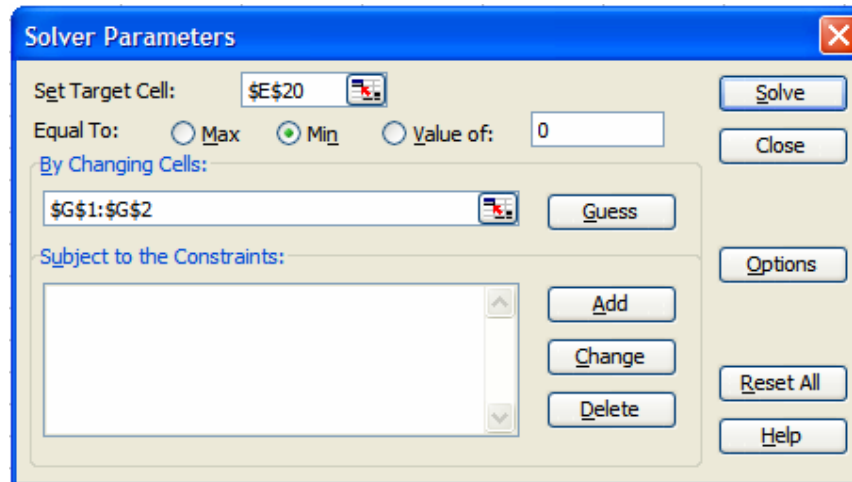 Solver Parameters
Set Target Cell: $E$20 Solve
Equal To: Max Min Value of: 0
Close
By Changing Cells:
$G$1:$G$2 Guess
Subject to the Constraints:
Options
Add
Change
Reset All
Delete
Help